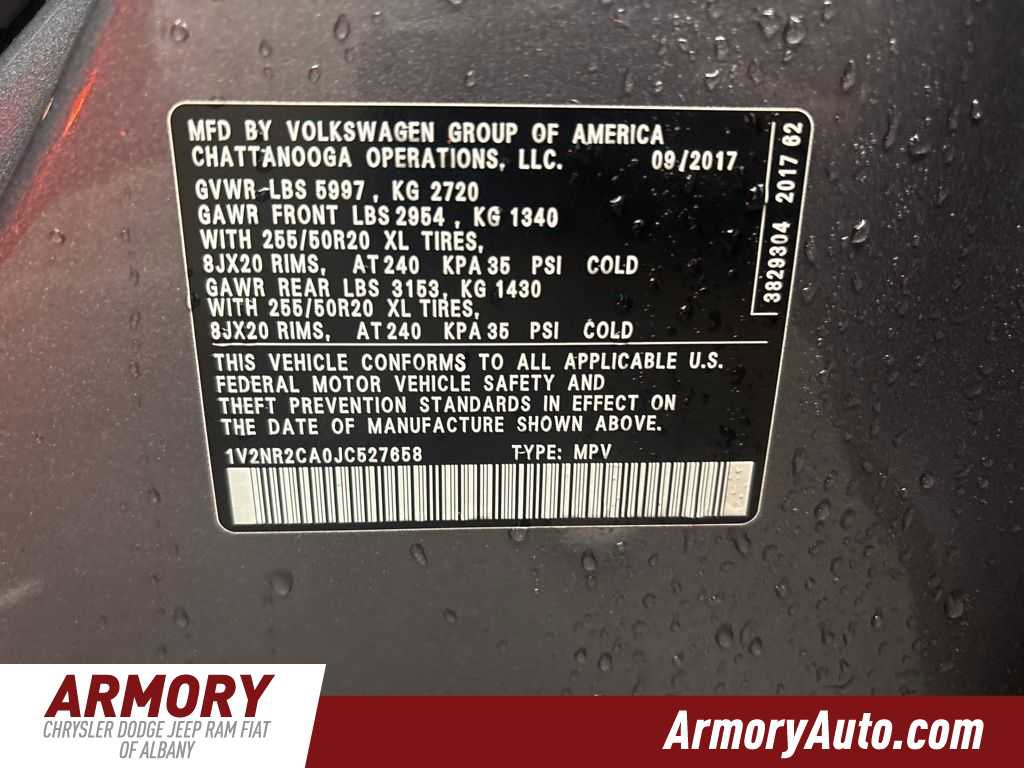 MFD BY VOLKSWAGEN GROUP OF AMERICA
CHATTANOOGA OPERATIONS, LLC. 09/2017
GVWR-LBS 5997, KG 2720
GAWR FRONT LBS 2954, KG 1340
WITH 255/50R20 XL TIRES,
8JX20 RIMS, AT 240 KPA 35 PSI COLD
GAWR REAR LBS 3153, KG 1430
WITH 255/50R20 XL TIRES,
8JX20 RIMS, AT 240 KPA 35 PSI COLD
THIS VEHICLE CONFORMS TO ALL APPLICABLE U.S.
FEDERAL MOTOR VEHICLE SAFETY AND
THEFT PREVENTION STANDARDS IN EFFECT ON
THE DATE OF MANUFACTURE SHOWN ABOVE.
1V2NR2CA0JC527658 TYPE: MPV
3829304 2017 62
ARMORY
CHRYSLER DODGE JEEP RAM FIAT
OF ALBANY
ArmoryAuto.com